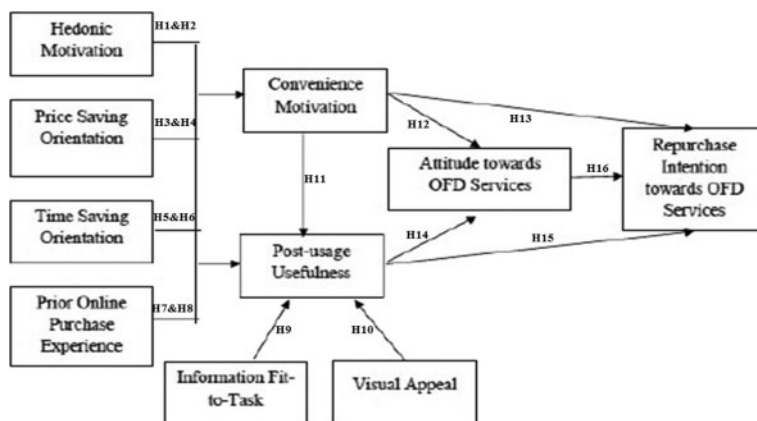 Hedonic
Motivation
H1&H2
Price Saving
Orientation
H3&H4
Time Saving
Orientation
H5&H6
Prior Online
Purchase
Experience
H7&H8
Convenience
Motivation
H11
Post-usage
Usefulness
H9
H10
Information Fit-
to-Task
Visual Appeal
H12
H13
Attitude towards
OFD Services
H14
H15
H16
Repurchase
Intention
towards OFD
Services